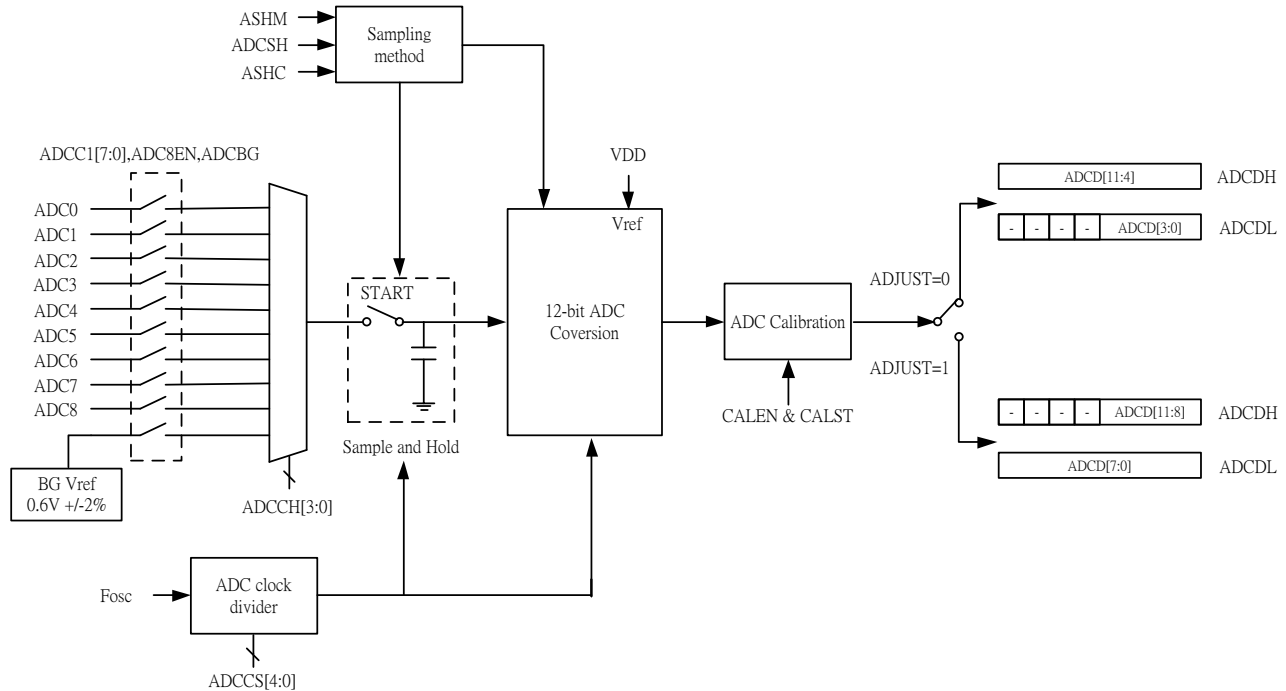 ASHM
ADCSH
ASHC
Sampling
method
ADCC1[7:0],ADC8EN,ADCBG
ADC0
ADC1
ADC2
ADC3
ADC4
ADC5
ADC6
ADC7
ADC8
BG Vref
0.6V +/-2%
ADCCH[3:0]
START
Sample and Hold
VDD
Vref
12-bit ADC
Coversion
ADC Calibration
CALEN & CALST
ADJUST=0
ADJUST=1
ADCD[11:4]
ADCDH
- - - - ADCD[3:0]
ADCDL
- - - - ADCD[11:8]
ADCDH
ADCD[7:0]
ADCDL
Fosc
ADC clock
divider
ADCCS[4:0]